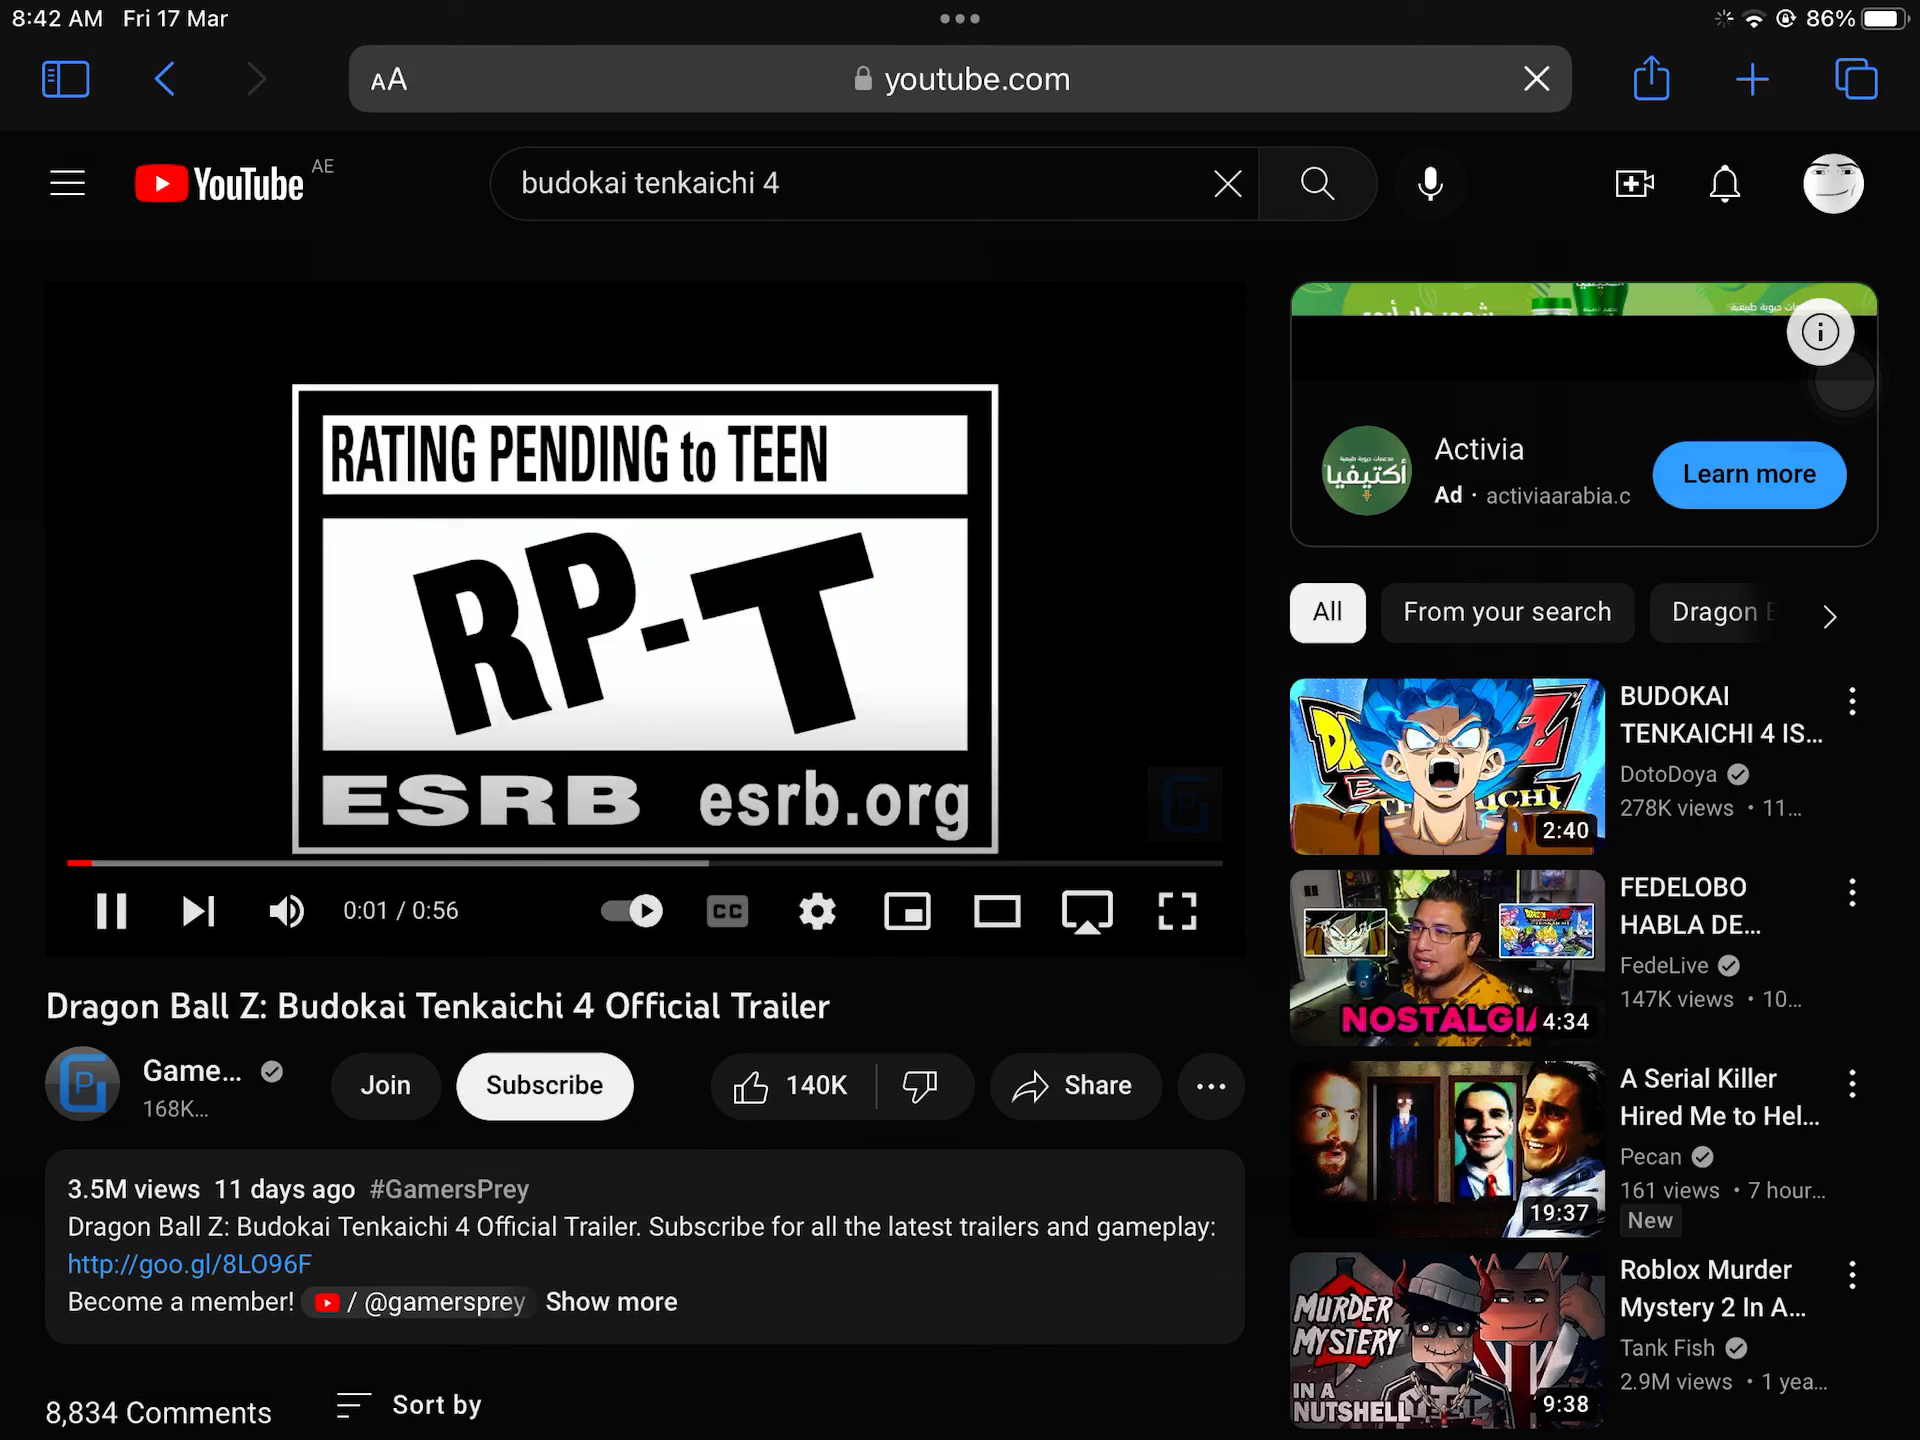 8:42 AM Fri 17 Mar
86%
AA youtube.com
YouTube AE
budokai tenkaichi 4
RATING PENDING to TEEN
RP-T
ESRB esrb.org
0:01 / 0:56
CC
Dragon Ball Z: Budokai Tenkaichi 4 Official Trailer
Game...
168K...
Join
Subscribe
140K
Share
3.5M views 11 days ago #GamersPrey
Dragon Ball Z: Budokai Tenkaichi 4 Official Trailer. Subscribe for all the latest trailers and gameplay:
http://goo.gl/8LO96F
Become a member! / @gamersprey Show more
8,834 Comments
Sort by
أكتيفيا
Activia
Ad · activiaarabia.c
Learn more
All
From your search
Dragon
2:40
BUDOKAI
TENKAICHI 4 IS...
DotoDoya
278K views • 11...
NOSTALGIA
4:34
FEDELOBO
HABLA DE...
FedeLive
147K views • 10...
19:37
A Serial Killer
Hired Me to Hel...
Pecan
161 views • 7 hour...
New
MURDER
MYSTERY
IN A
NUTSHELL
9:38
Roblox Murder
Mystery 2 In A...
Tank Fish
2.9M views • 1 yea...